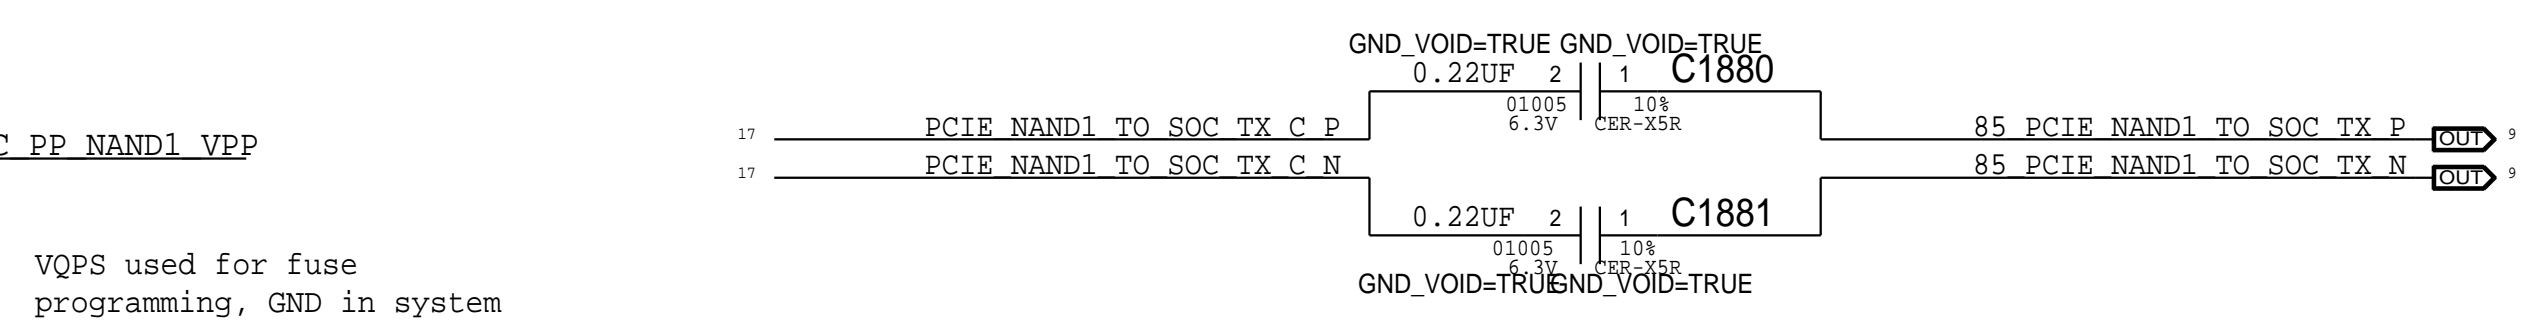 GND_VOID=TRUE GND_VOID=TRUE
0.22UF 2 1 C1880
01005 10%
6.3V CER-X5R
PP_NAND1_VPP
17 PCIE_NAND1_TO_SOC_TX_C_P 85_PCIE_NAND1_TO_SOC_TX_P OUT 9
17 PCIE_NAND1_TO_SOC_TX_C_N 85_PCIE_NAND1_TO_SOC_TX_N OUT 9
0.22UF 2 1 C1881
01005 10%
6.3V CER-X5R
GND_VOID=TRUE GND_VOID=TRUE
VQPS used for fuse
programming, GND in system